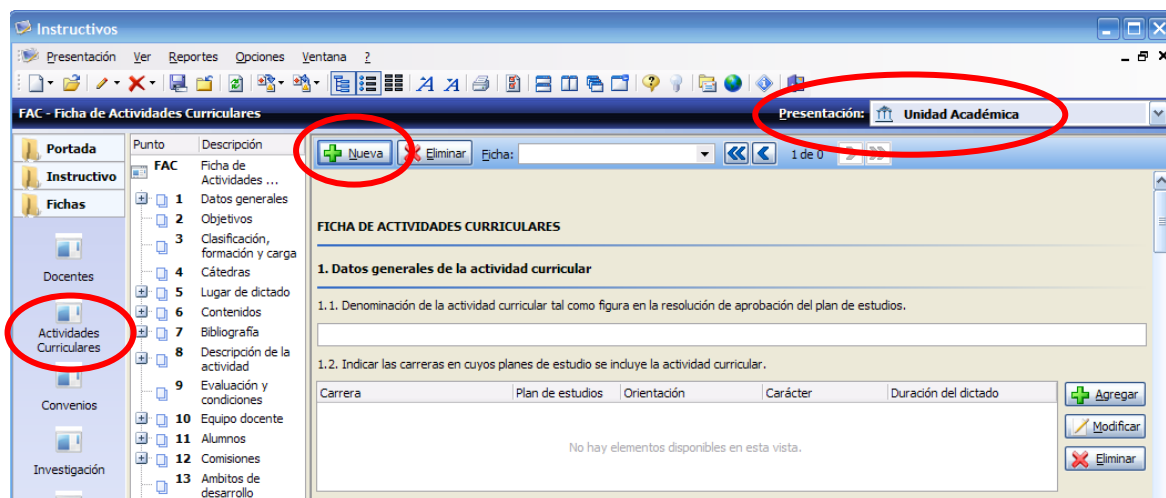 Instructivos
Presentación Ver Reportes Opciones Ventana ?
FAC - Ficha de Actividades Curriculares
Presentación: Unidad Académica
Portada
Instructivo
Fichas
Docentes
Actividades
Curriculares
Convenios
Investigación
Punto Descripción
FAC Ficha de
Actividades ...
1 Datos generales
2 Objetivos
3 Clasificación,
formación y carga
4 Cátedras
5 Lugar de dictado
6 Contenidos
7 Bibliografía
8 Descripción de la
actividad
9 Evaluación y
condiciones
10 Equipo docente
11 Alumnos
12 Comisiones
13 Ambitos de
desarrollo
Nueva Eliminar Ficha: 1 de 0
FICHA DE ACTIVIDADES CURRICULARES
1. Datos generales de la actividad curricular
1.1. Denominación de la actividad curricular tal como figura en la resolución de aprobación del plan de estudios.
1.2. Indicar las carreras en cuyos planes de estudio se incluye la actividad curricular.
Carrera Plan de estudios Orientación Carácter Duración del dictado
No hay elementos disponibles en esta vista.
Agregar
Modificar
Eliminar